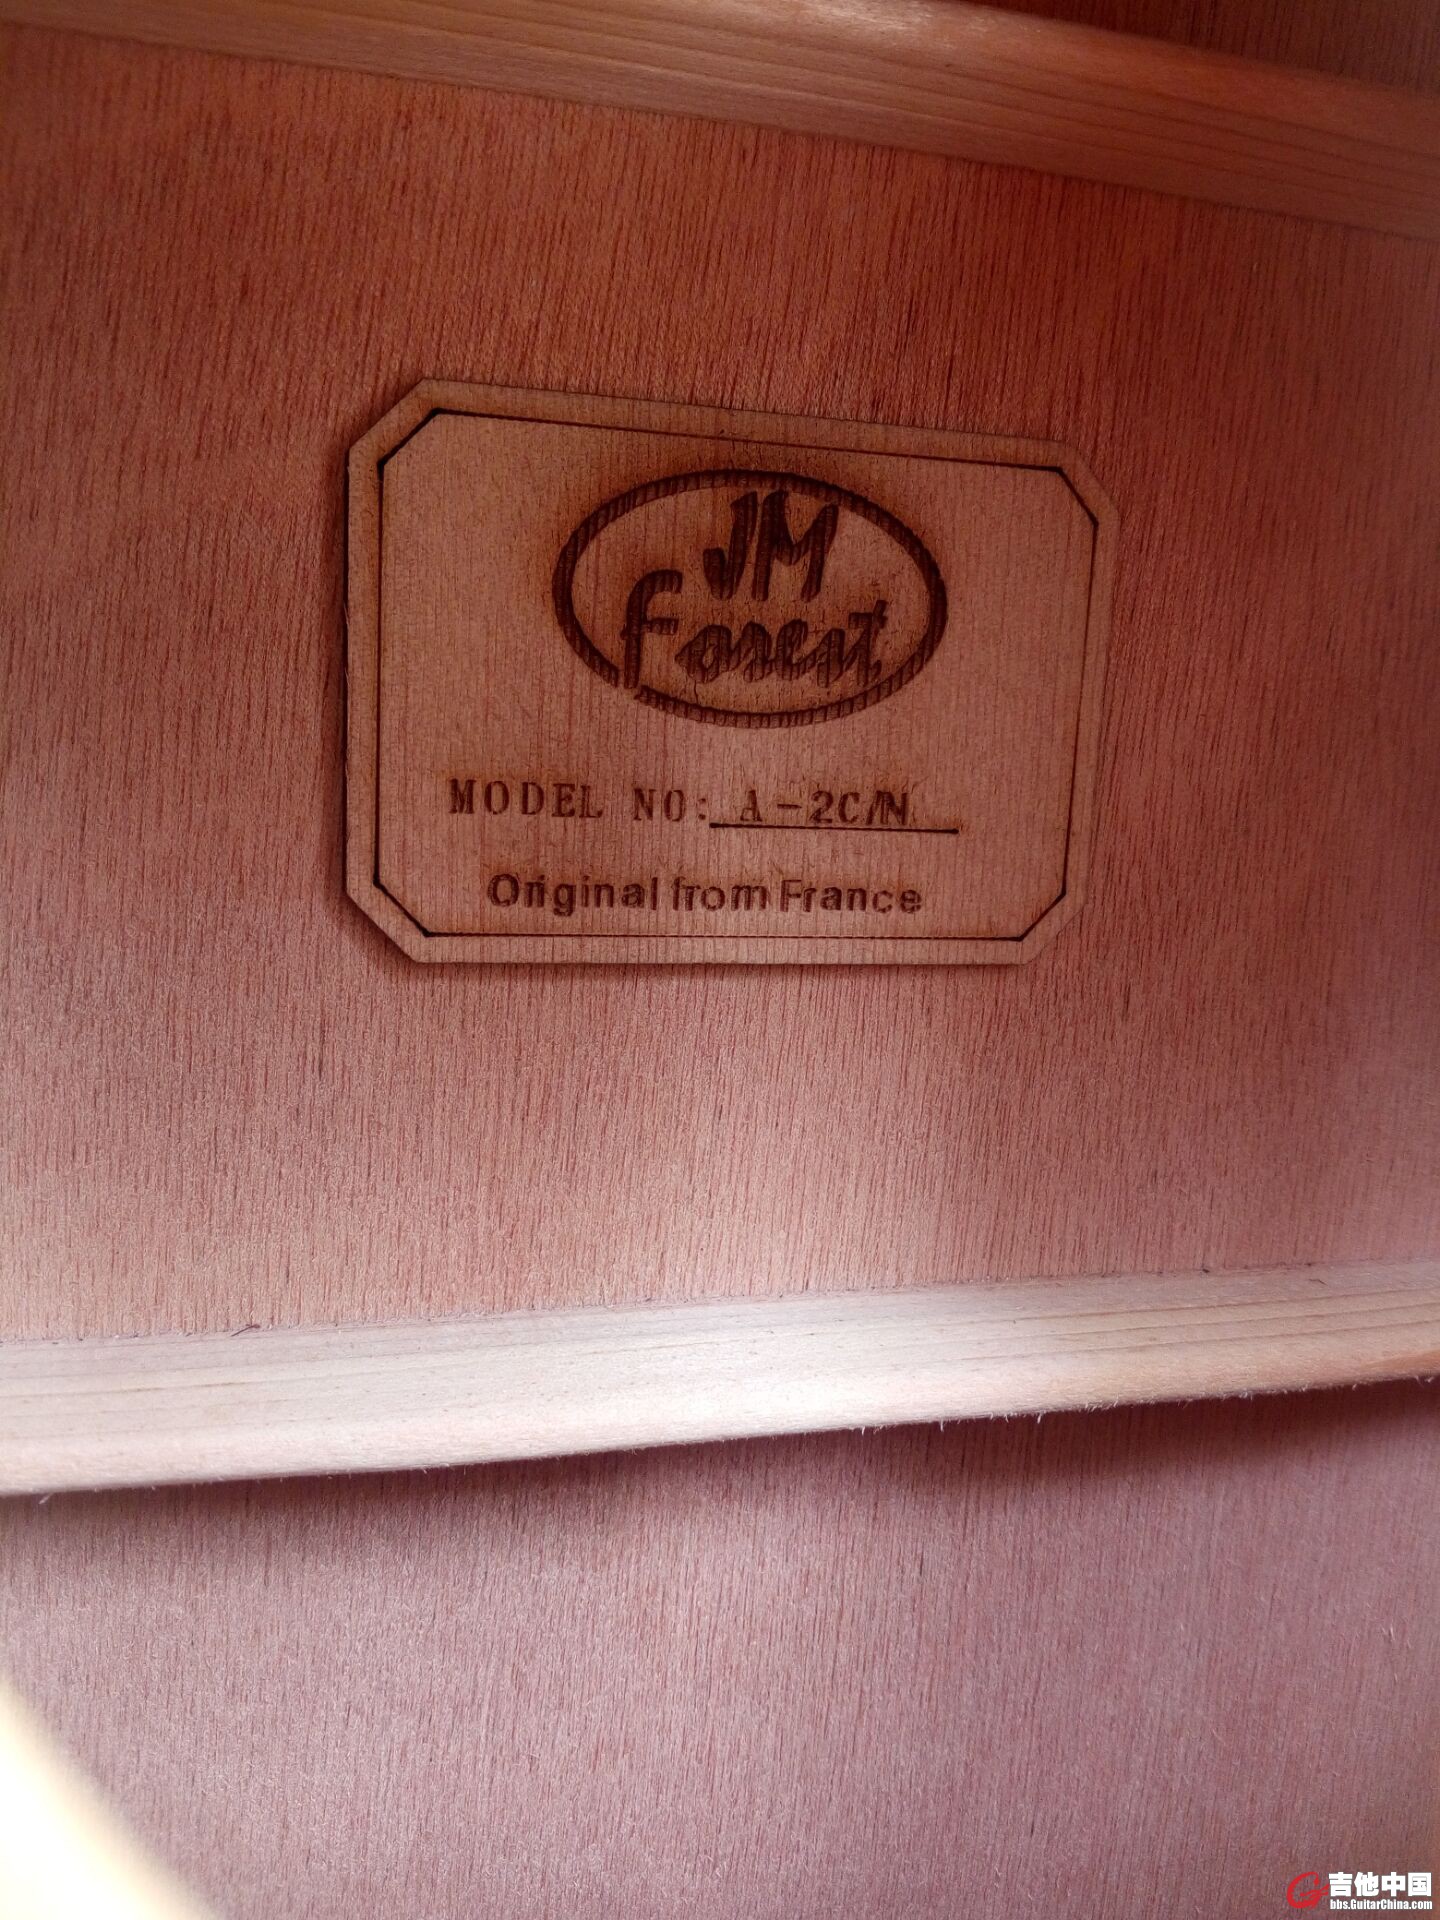 JM
Forest
MODEL NO: A-2C/N
Original from France
吉他中国
bbs.GuitarChina.com